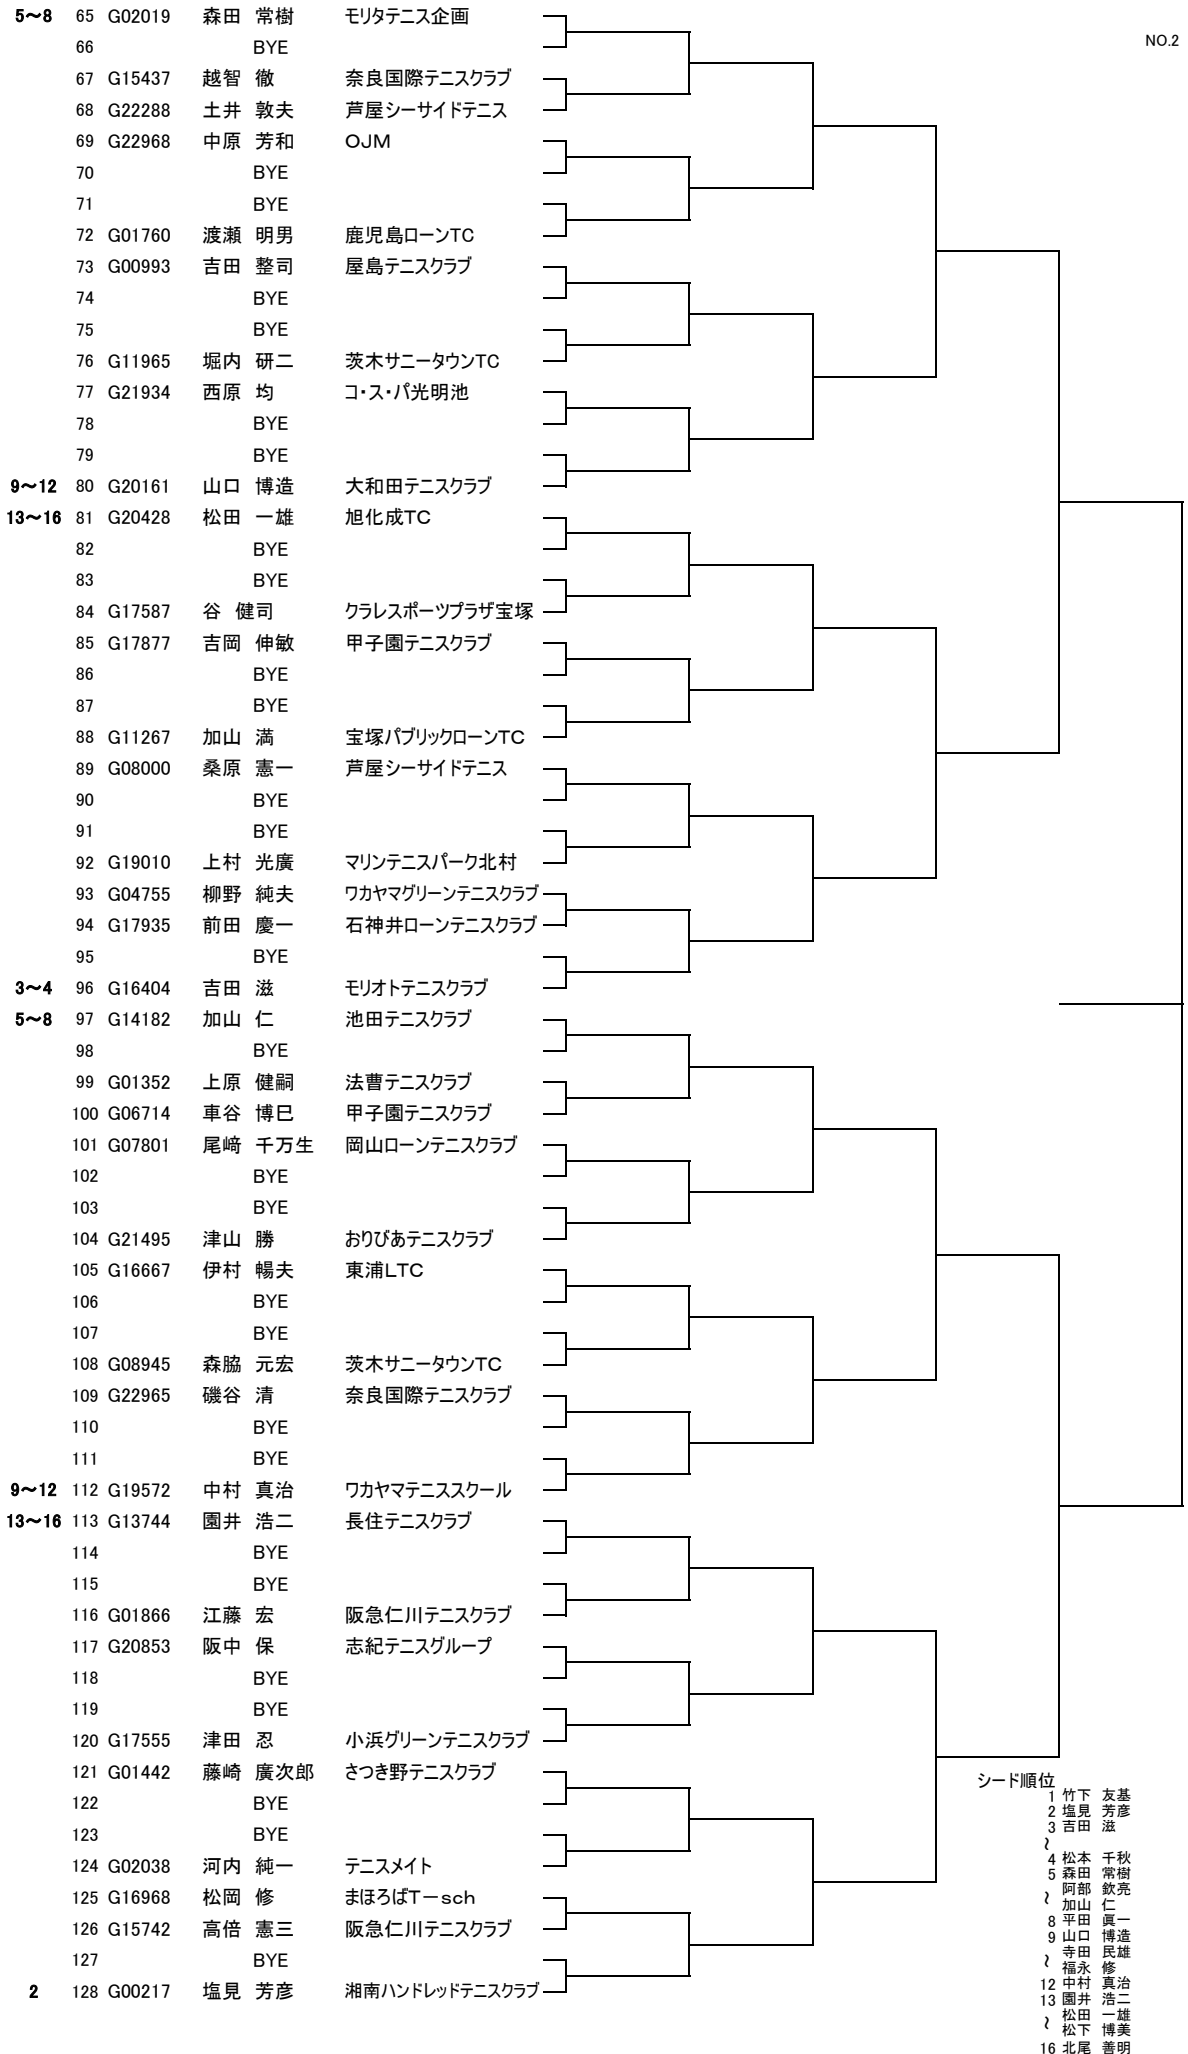 5～8 65 G02019 森田 常樹 モリタテニス企画
66 BYE
NO.2
67 G15437 越智 徹 奈良国際テニスクラブ
68 G22288 土井 敦夫 芦屋シーサイドテニス
69 G22968 中原 芳和 OJM
70 BYE
71 BYE
72 G01760 渡瀬 明男 鹿児島ローンTC
73 G00993 吉田 整司 屋島テニスクラブ
74 BYE
75 BYE
76 G11965 堀内 研二 茨木サニータウンTC
77 G21934 西原 均 コ・ス・パ光明池
78 BYE
79 BYE
9～12 80 G20161 山口 博造 大和田テニスクラブ
13～16 81 G20428 松田 一雄 旭化成TC
82 BYE
83 BYE
84 G17587 谷 健司 クラレスポーツプラザ宝塚
85 G17877 吉岡 伸敏 甲子園テニスクラブ
86 BYE
87 BYE
88 G11267 加山 満 宝塚パブリックローンTC
89 G08000 桑原 憲一 芦屋シーサイドテニス
90 BYE
91 BYE
92 G19010 上村 光廣 マリンテニスパーク北村
93 G04755 柳野 純夫 ワカヤマグリーンテニスクラブ
94 G17935 前田 慶一 石神井ローンテニスクラブ
95 BYE
3～4 96 G16404 吉田 滋 モリオトテニスクラブ
5～8 97 G14182 加山 仁 池田テニスクラブ
98 BYE
99 G01352 上原 健嗣 法曹テニスクラブ
100 G06714 車谷 博巳 甲子園テニスクラブ
101 G07801 尾﨑 千万生 岡山ローンテニスクラブ
102 BYE
103 BYE
104 G21495 津山 勝 おりびあテニスクラブ
105 G16667 伊村 暢夫 東浦LTC
106 BYE
107 BYE
108 G08945 森脇 元宏 茨木サニータウンTC
109 G22965 磯谷 清 奈良国際テニスクラブ
110 BYE
111 BYE
9～12 112 G19572 中村 真治 ワカヤマテニススクール
13～16 113 G13744 園井 浩二 長住テニスクラブ
114 BYE
115 BYE
116 G01866 江藤 宏 阪急仁川テニスクラブ
117 G20853 阪中 保 志紀テニスグループ
118 BYE
119 BYE
120 G17555 津田 忍 小浜グリーンテニスクラブ
121 G01442 藤崎 廣次郎 さつき野テニスクラブ
122 BYE
123 BYE
124 G02038 河内 純一 テニスメイト
125 G16968 松岡 修 まほろばT－sch
126 G15742 高倍 憲三 阪急仁川テニスクラブ
127 BYE
2 128 G00217 塩見 芳彦 湘南ハンドレッドテニスクラブ
シード順位
1 竹下 友基
2 塩見 芳彦
3 吉田 滋
～
4 松本 千秋
5 森田 常樹
阿部 欽亮
～ 加山 仁
8 平田 眞一
9 山口 博造
寺田 民雄
～ 福永 修
12 中村 真治
13 園井 浩二
松田 一雄
～ 松下 博美
16 北尾 善明